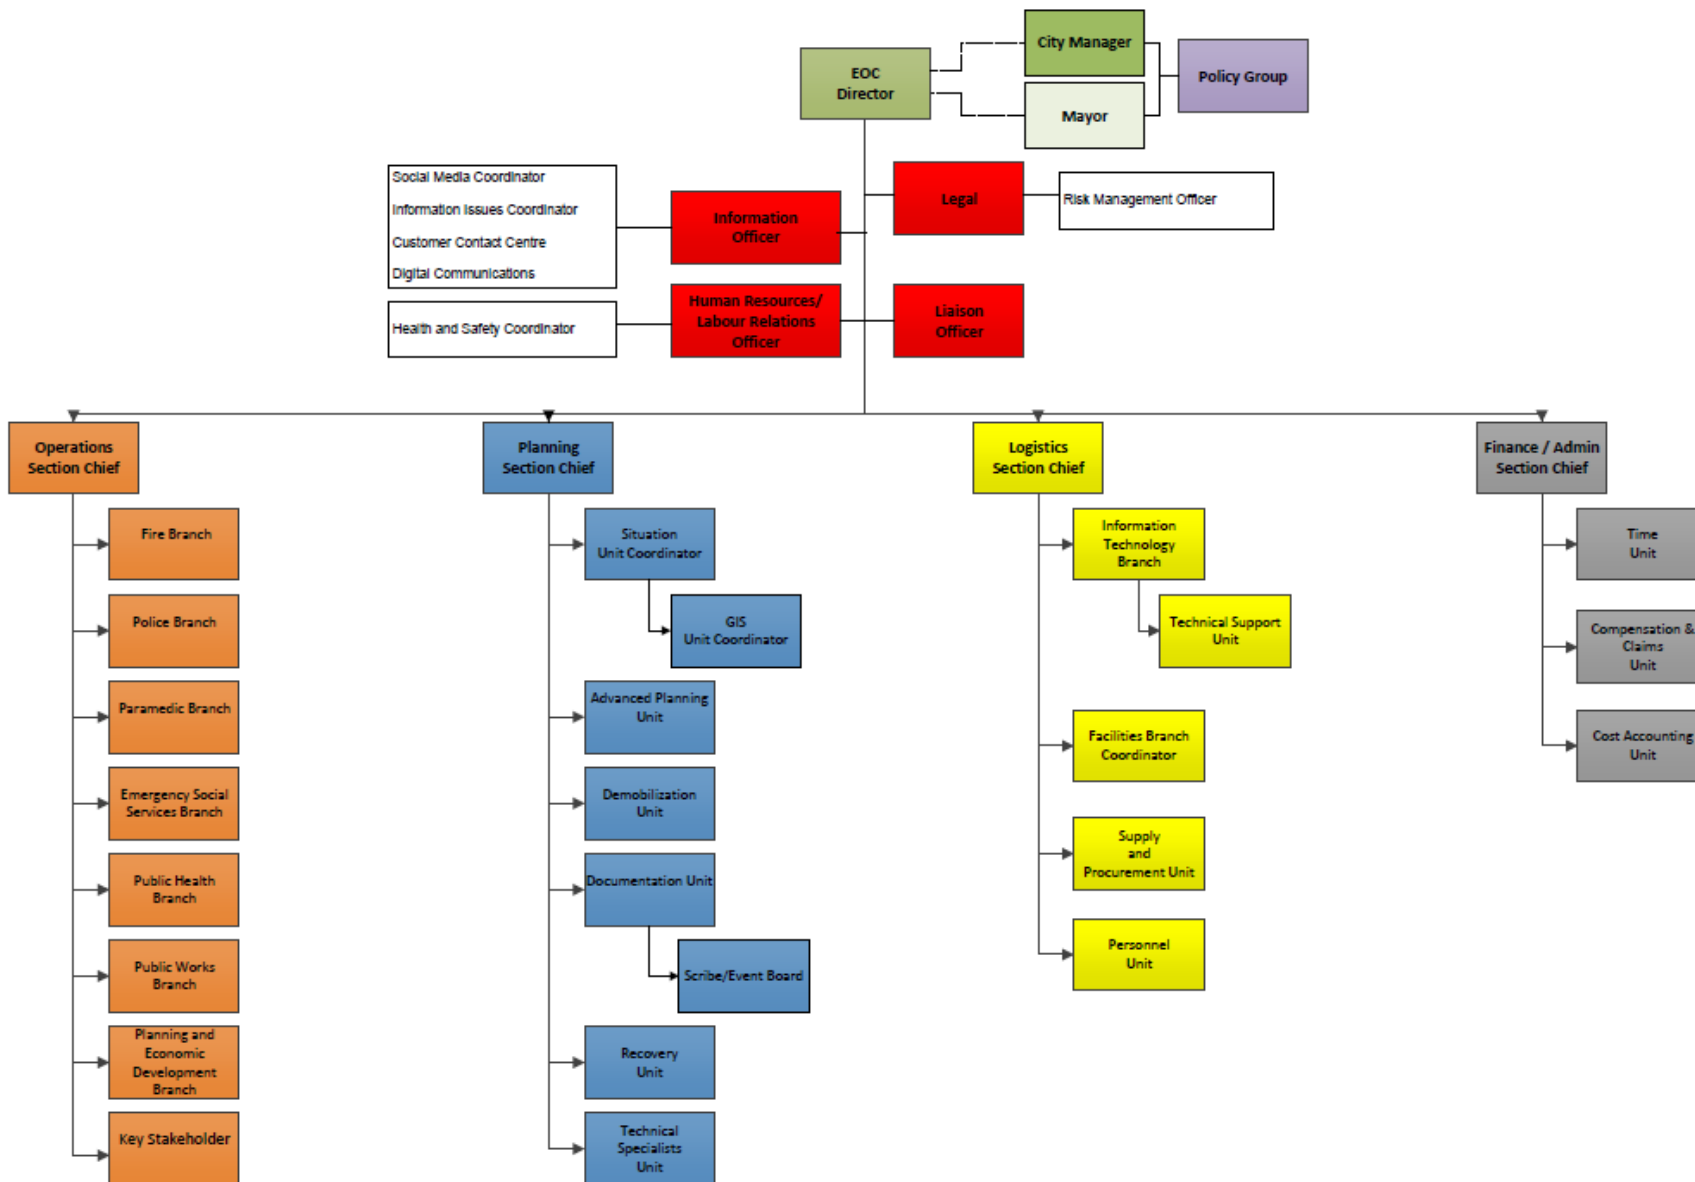 EOC
Director
City Manager
Mayor
Policy Group
Social Media Coordinator
Information Issues Coordinator
Customer Contact Centre
Digital Communications
Information
Officer
Legal
Risk Management Officer
Health and Safety Coordinator
Human Resources/
Labour Relations
Officer
Liaison
Officer
Operations
Section Chief
Fire Branch
Police Branch
Paramedic Branch
Emergency Social
Services Branch
Public Health
Branch
Public Works
Branch
Planning and
Economic
Development
Branch
Key Stakeholder
Planning
Section Chief
Situation
Unit Coordinator
GIS
Unit Coordinator
Advanced Planning
Unit
Demobilization
Unit
Documentation Unit
Scribe/Event Board
Recovery
Unit
Technical
Specialists
Unit
Logistics
Section Chief
Information
Technology
Branch
Technical Support
Unit
Facilities Branch
Coordinator
Supply
and
Procurement Unit
Personnel
Unit
Finance / Admin
Section Chief
Time
Unit
Compensation &
Claims
Unit
Cost Accounting
Unit